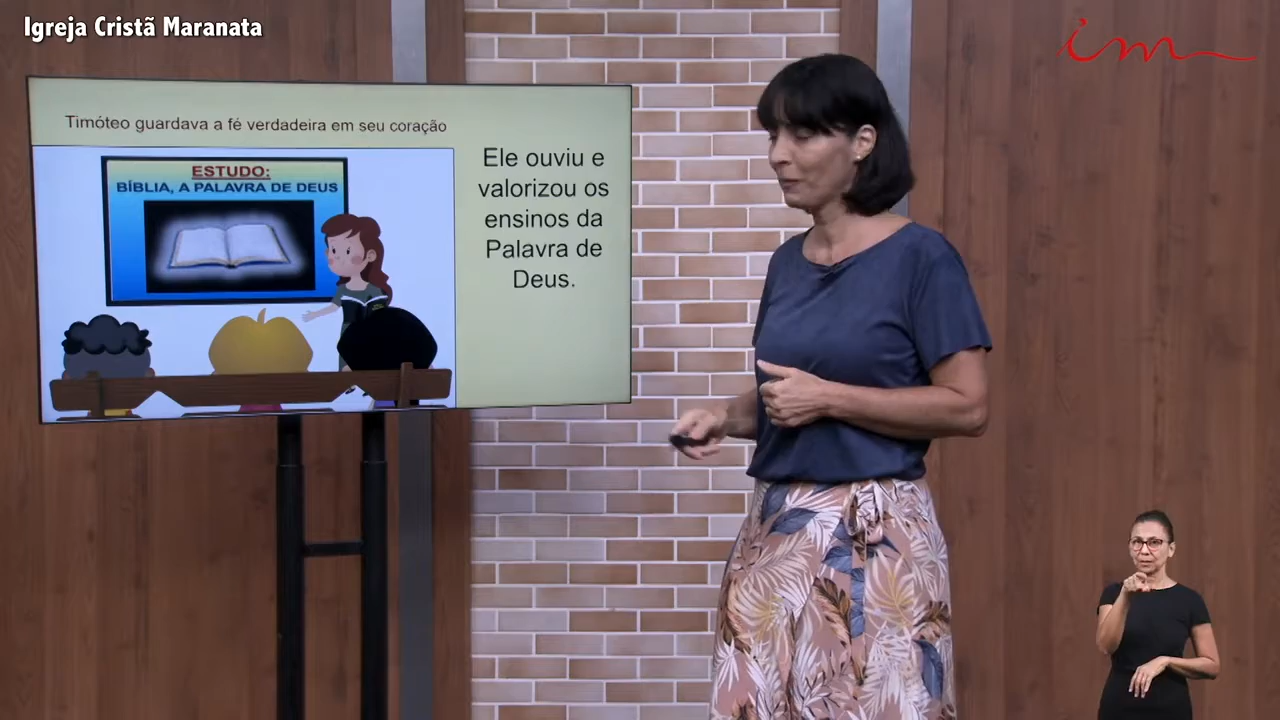 Igreja Cristã Maranata
im
Timóteo guardava a fé verdadeira em seu coração
ESTUDO:
BÍBLIA, A PALAVRA DE DEUS
Ele ouviu e
valorizou os
ensinos da
Palavra de
Deus.